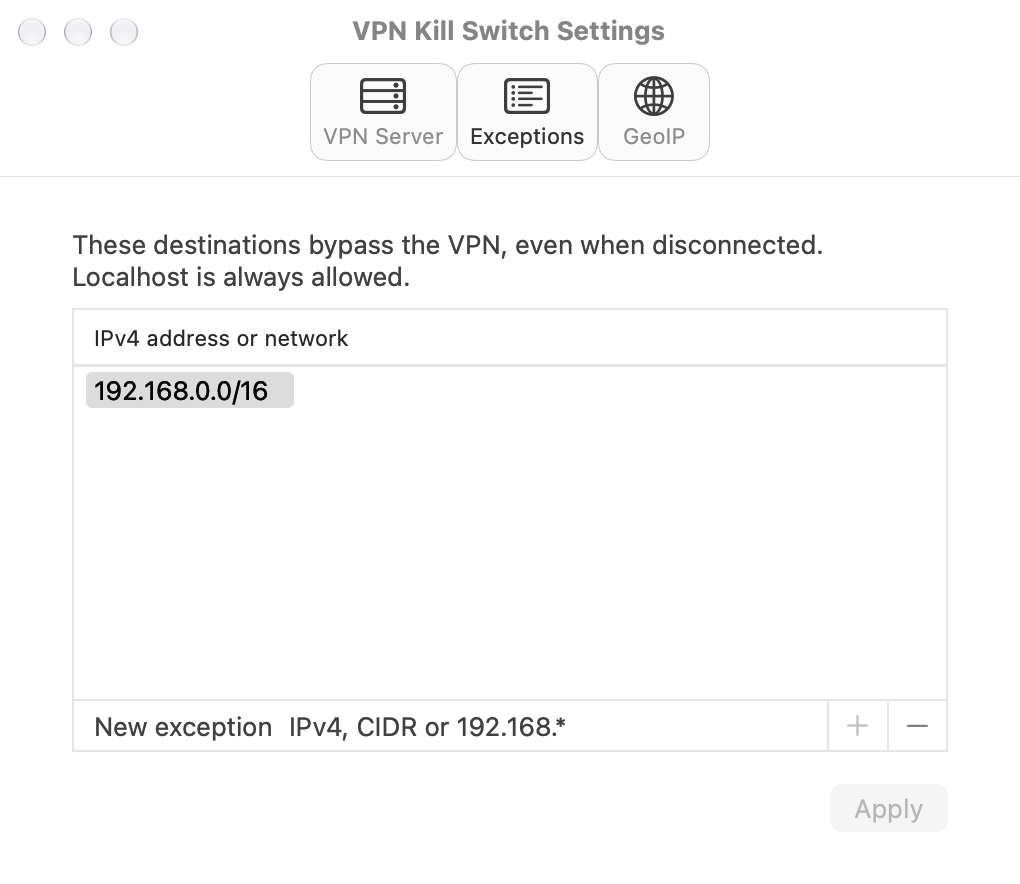 VPN Kill Switch Settings
VPN Server
Exceptions
GeoIP
These destinations bypass the VPN, even when disconnected.
Localhost is always allowed.
IPv4 address or network
192.168.0.0/16
New exception IPv4, CIDR or 192.168.*
Apply